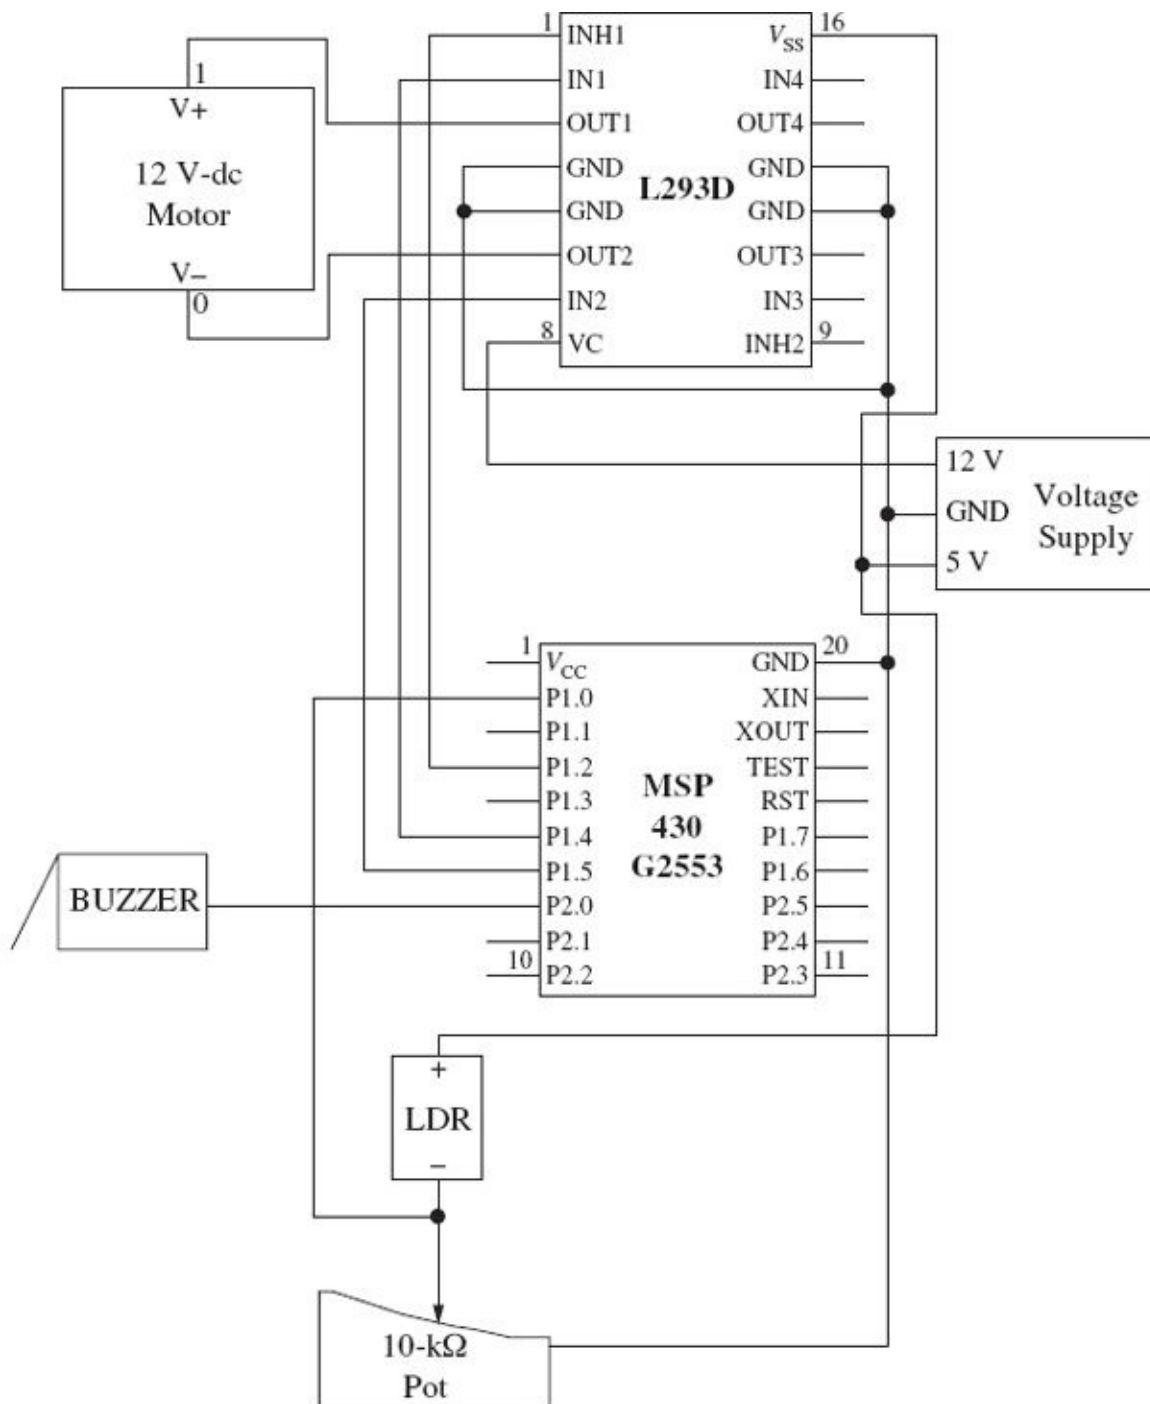 1
V+
12 V-dc
Motor
V–
0
1
INH1
IN1
OUT1
GND
GND
OUT2
IN2
8
VC
L293D
16
VSS
IN4
OUT4
GND
GND
OUT3
IN3
9
INH2
12 V
GND
5 V
Voltage
Supply
1
VCC
P1.0
P1.1
P1.2
P1.3
P1.4
P1.5
P2.0
P2.1
10
P2.2
MSP
430
G2553
20
GND
XIN
XOUT
TEST
RST
P1.7
P1.6
P2.5
P2.4
11
P2.3
BUZZER
+
LDR
–
10-kΩ
Pot